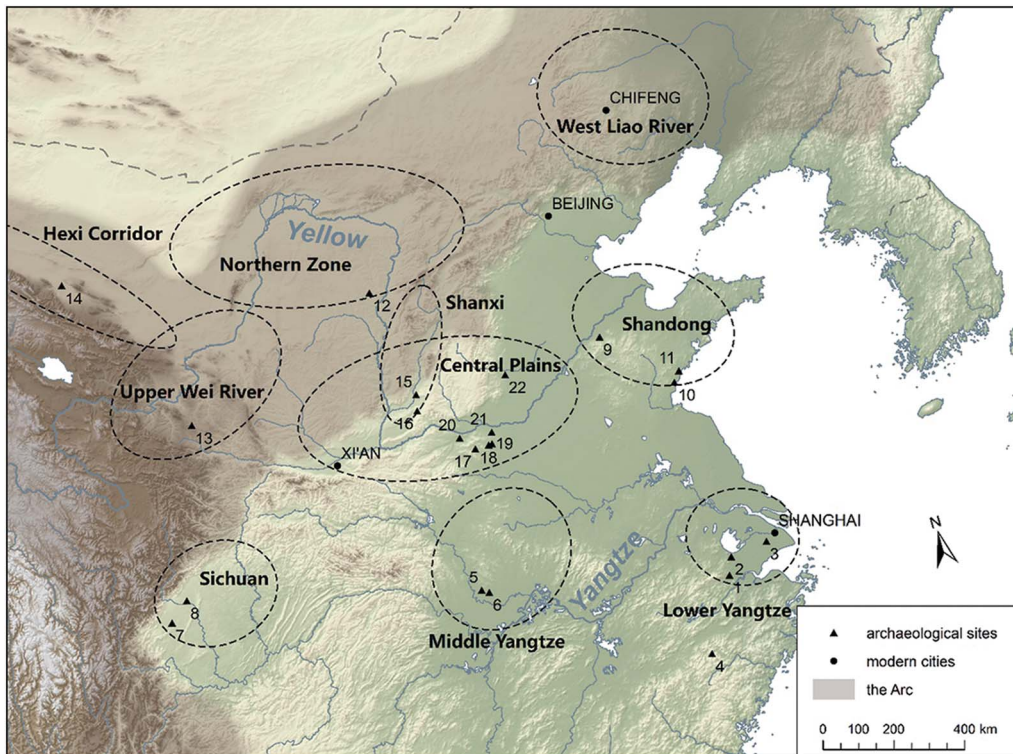 CHIFENG
West Liao River
BEIJING
Hexi Corridor
Yellow
Northern Zone
14
12
Shanxi
Shandong
9
11
10
Upper Wei River
13
Central Plains
15
22
16
20
21
19
17
18
XI'AN
SHANGHAI
3
2
1
Lower Yangtze
Yangtze
5
6
Middle Yangtze
Sichuan
8
7
4
N
archaeological sites
modern cities
the Arc
0 100 200 400 km